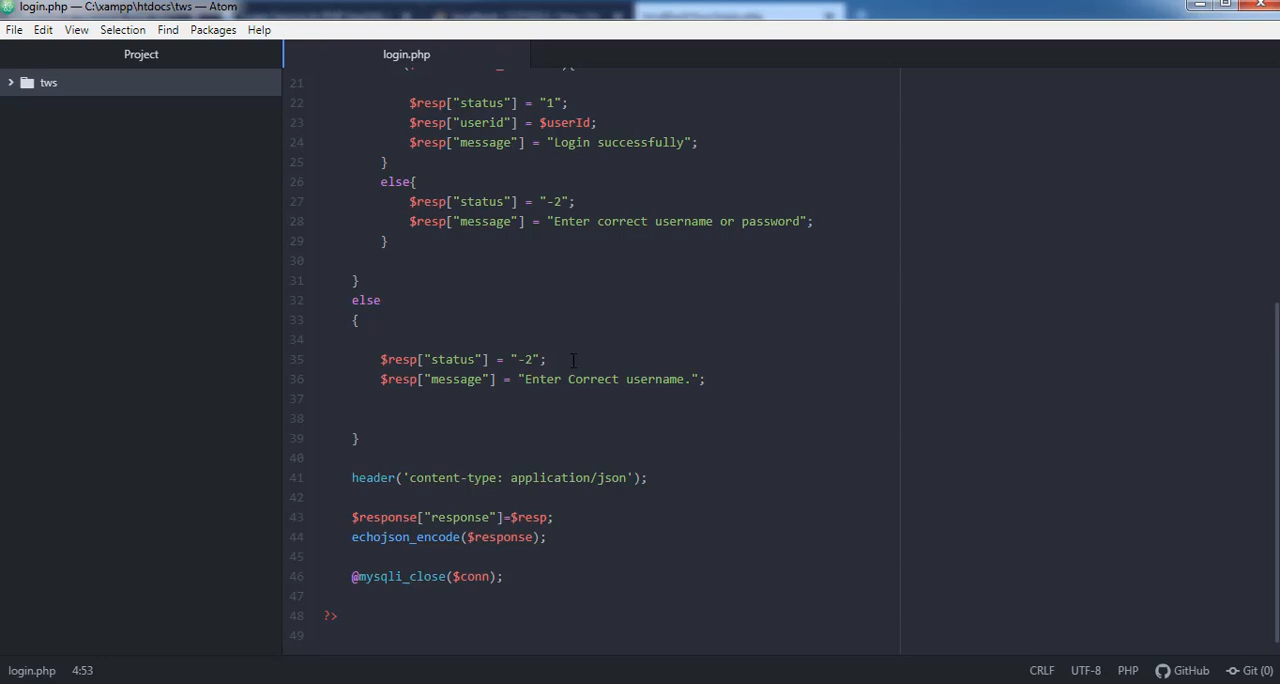 login.php — C:\xampp\htdocs\tws — Atom
File Edit View Selection Find Packages Help
Project
login.php
tws
21
22 $resp["status"] = "1";
23 $resp["userid"] = $userId;
24 $resp["message"] = "Login successfully";
25 }
26 else{
27 $resp["status"] = "-2";
28 $resp["message"] = "Enter correct username or password";
29 }
30
31 }
32 else
33 {
34
35 $resp["status"] = "-2";
36 $resp["message"] = "Enter Correct username.";
37
38
39 }
40
41 header('content-type: application/json');
42
43 $response["response"]=$resp;
44 echojson_encode($response);
45
46 @mysqli_close($conn);
47
48 ?>
49
login.php 4:53 CRLF UTF-8 PHP GitHub Git (0)